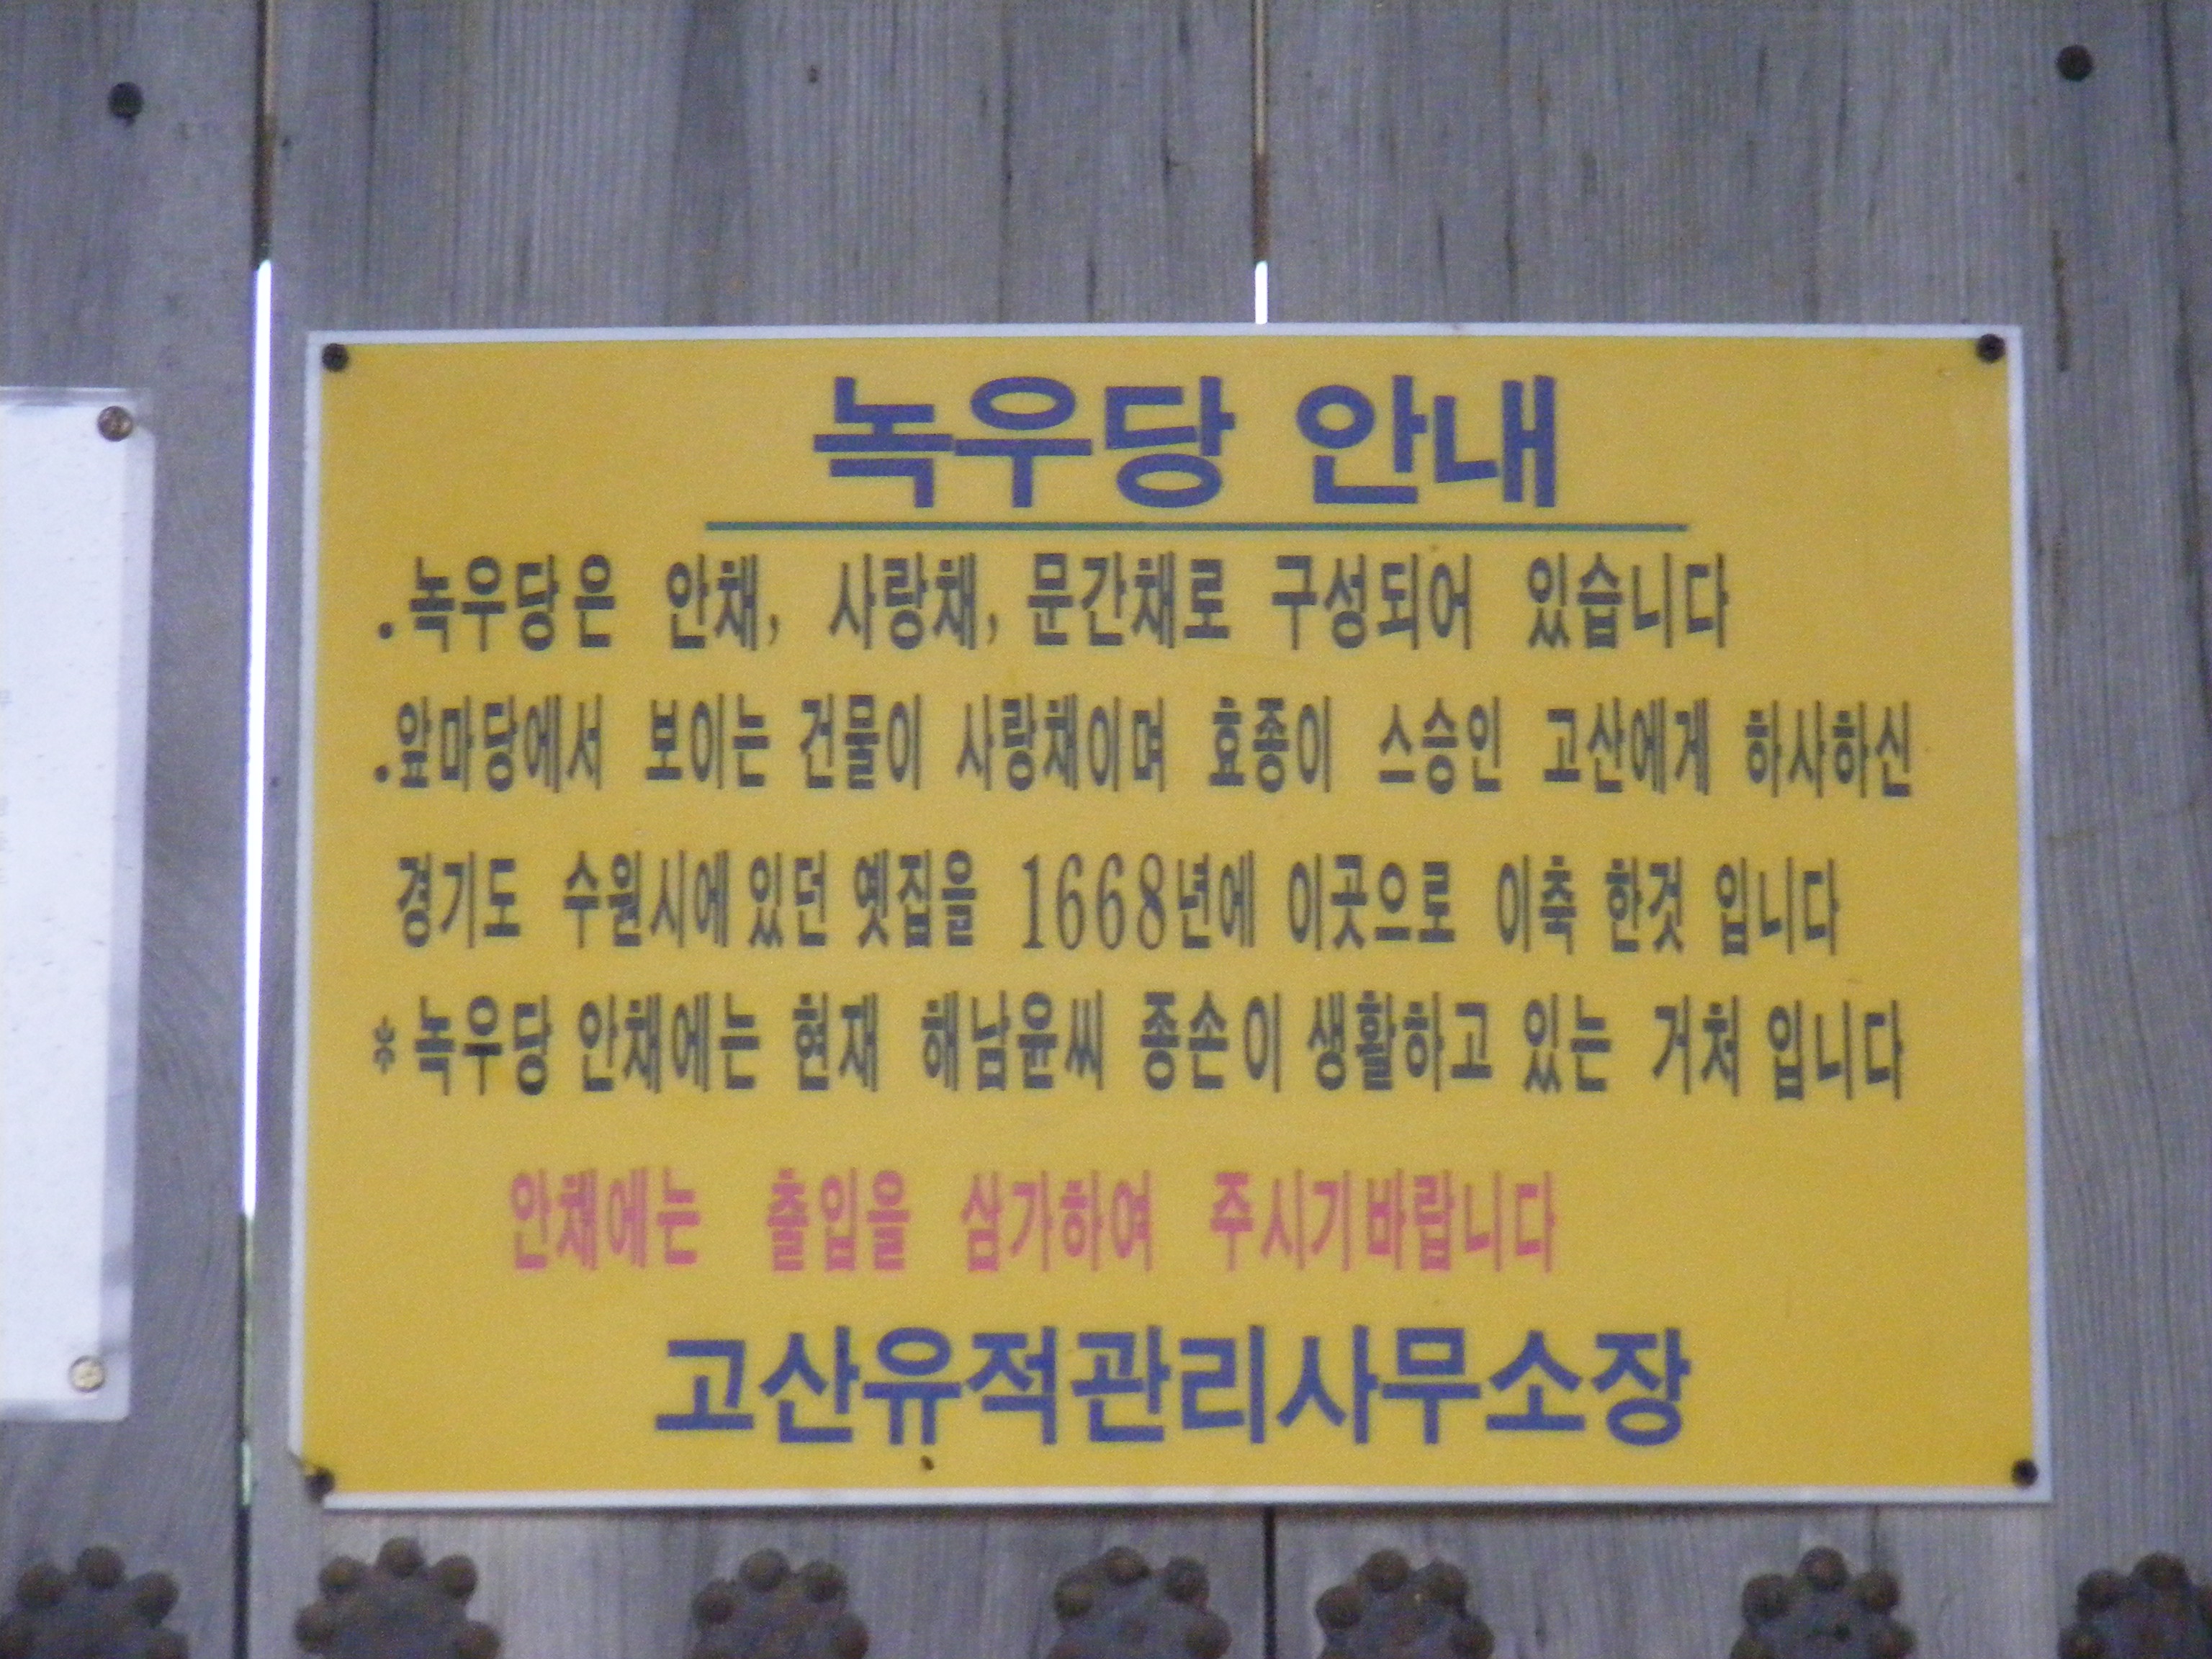 녹우당 안내
.녹우당은 안채, 사랑채, 문간채로 구성되어 있습니다
.앞마당에서 보이는 건물이 사랑채이며 효종이 스승인 고산에게 하사하신
경기도 수원시에 있던 옛집을 1668년에 이곳으로 이축 한것 입니다
*녹우당 안채에는 현재 해남윤씨 종손이 생활하고 있는 거처 입니다
안채에는 출입을 삼가하여 주시기바랍니다
고산유적관리사무소장